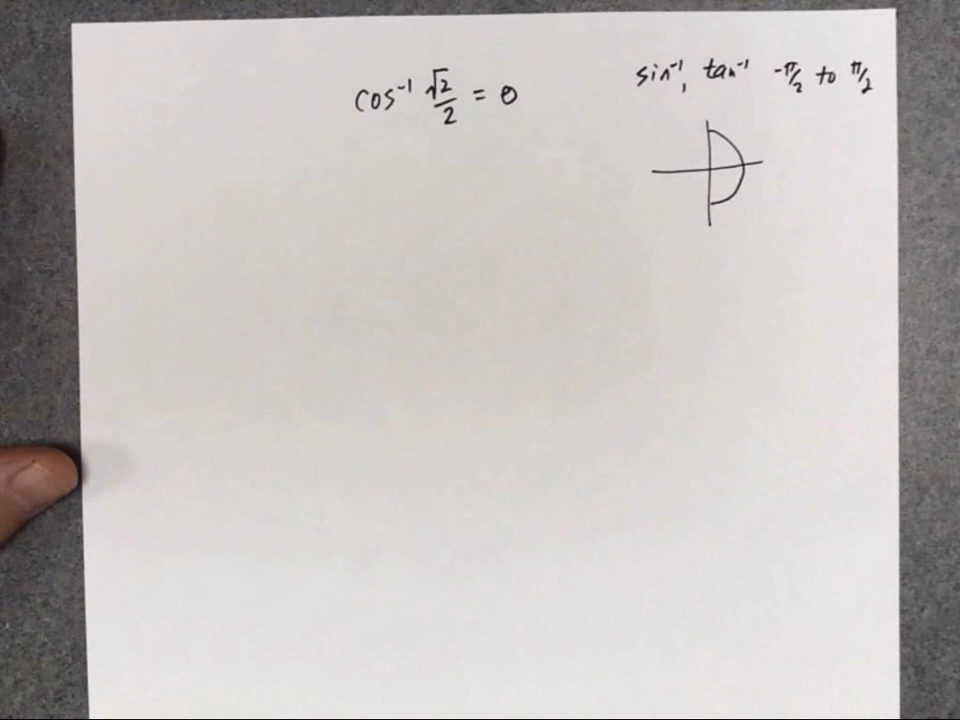 cos⁻¹ √2/2 = θ
sin⁻¹, tan⁻¹ -π/2 to π/2